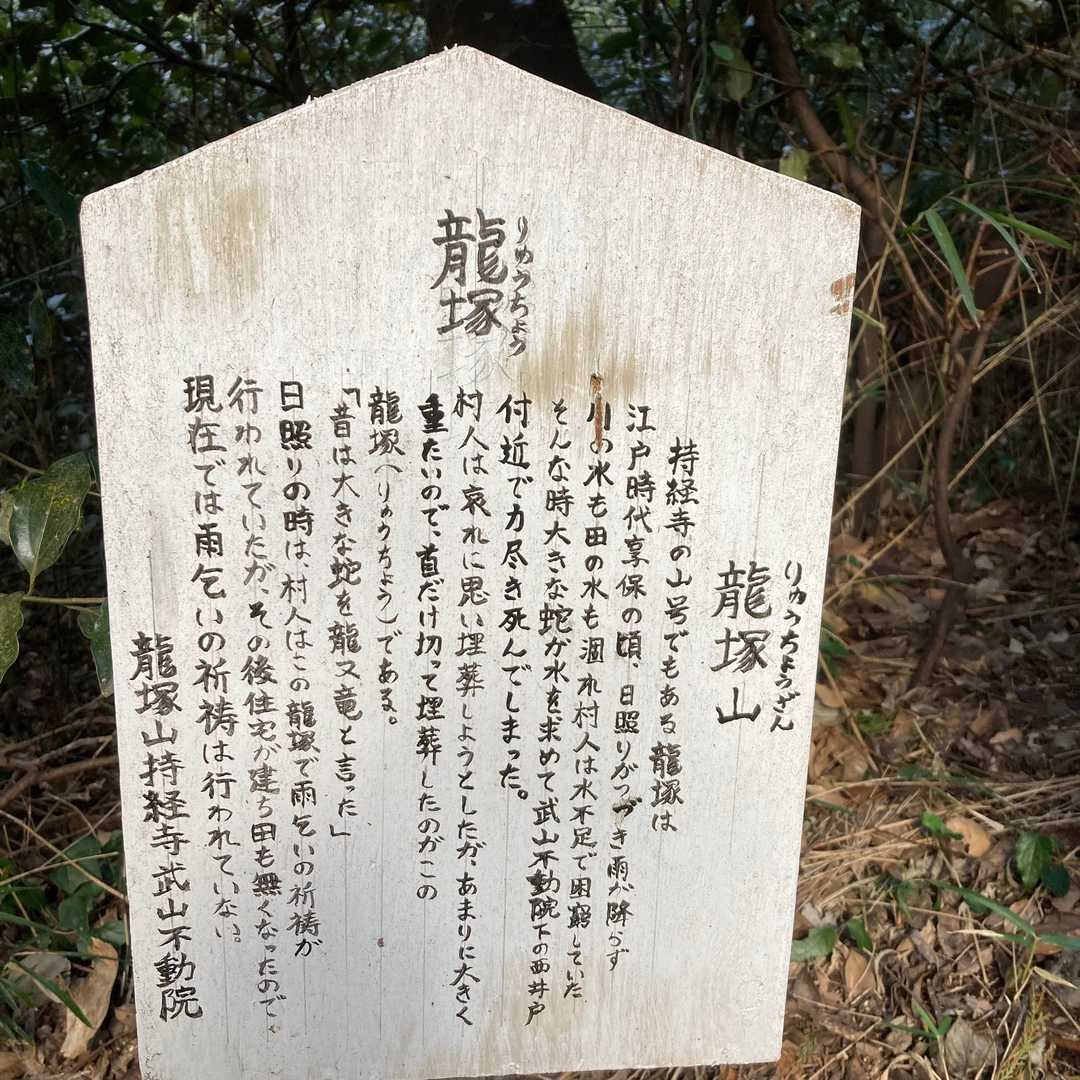 龍塚
りゅうちょう
龍塚山
りゅうちょうざん
持経寺の山号でもある龍塚は
江戸時代享保の頃、日照りがつづき雨が降らず
川の水も田の水も涸れ村人は水不足で困窮していた
そんな時大きな蛇が水を求めて武山不動院下の西井戸
付近で力尽き死んでしまった。
村人は哀れに思い埋葬しようとしたが、あまりに大きく
重たいので、首だけ切って埋葬したのがこの
龍塚(りゅうちょう)である。
「昔は大きな蛇を龍又竜と言った」
日照りの時は、村人はこの龍塚で雨乞いの祈祷が
行われていたが、その後住宅が建ち田も無くなったので、
現在では雨乞いの祈祷は行われていない。
龍塚山持経寺武山不動院